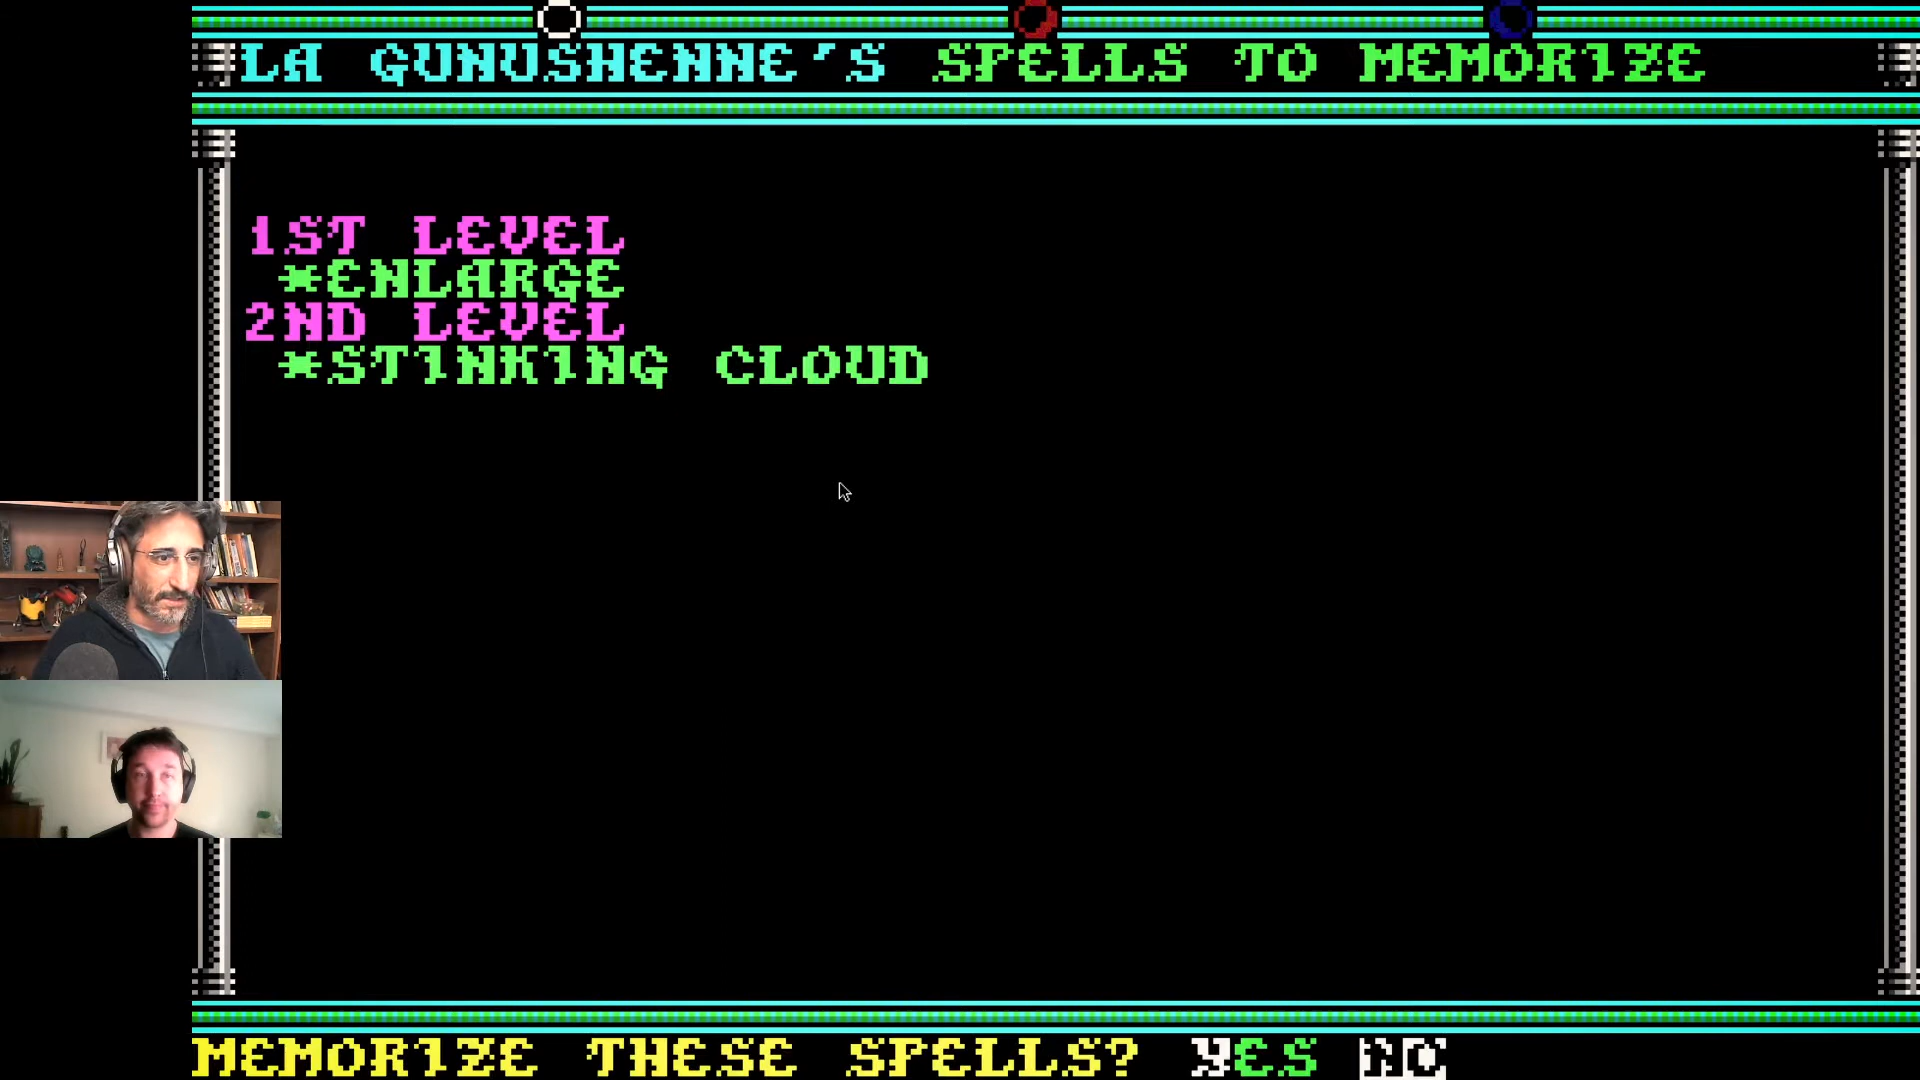 LA GUNUSHENNE'S SPELLS TO MEMORIZE
1ST LEVEL
*ENLARGE
2ND LEVEL
*STINKING CLOUD
MEMORIZE THESE SPELLS? YES NO